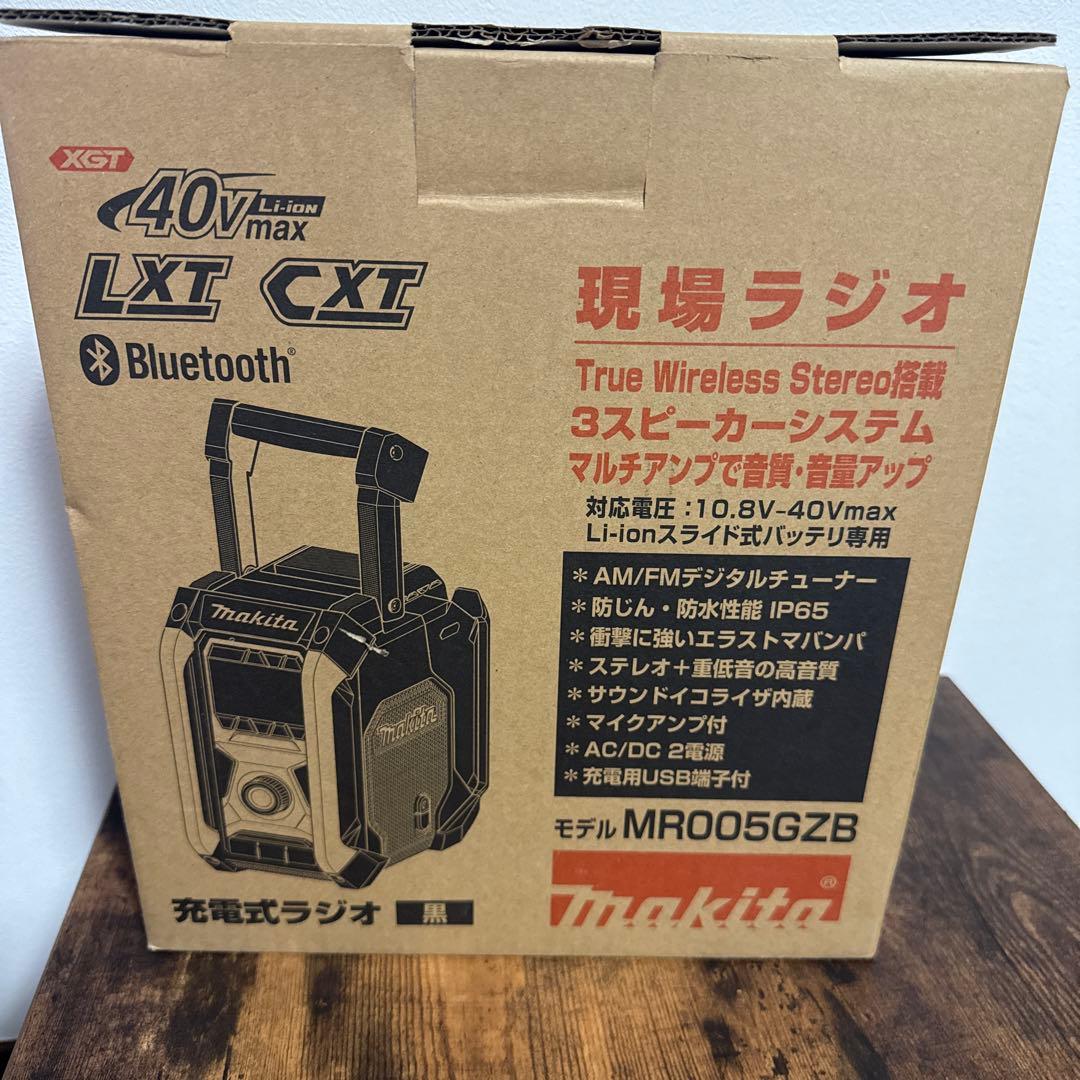 XGT
40Vmax Li-ion
LXT CXT
Bluetooth®
現場ラジオ
True Wireless Stereo搭載
3スピーカーシステム
マルチアンプで音質・音量アップ
対応電圧:10.8V-40Vmax
Li-ionスライド式バッテリ専用
＊AM/FMデジタルチューナー
＊防じん・防水性能 IP65
＊衝撃に強いエラストマバンパ
＊ステレオ＋重低音の高音質
＊サウンドイコライザ内蔵
＊マイクアンプ付
＊AC/DC 2電源
＊充電用USB端子付
モデル MR005GZB
makita®
makita
makita
充電式ラジオ 黒